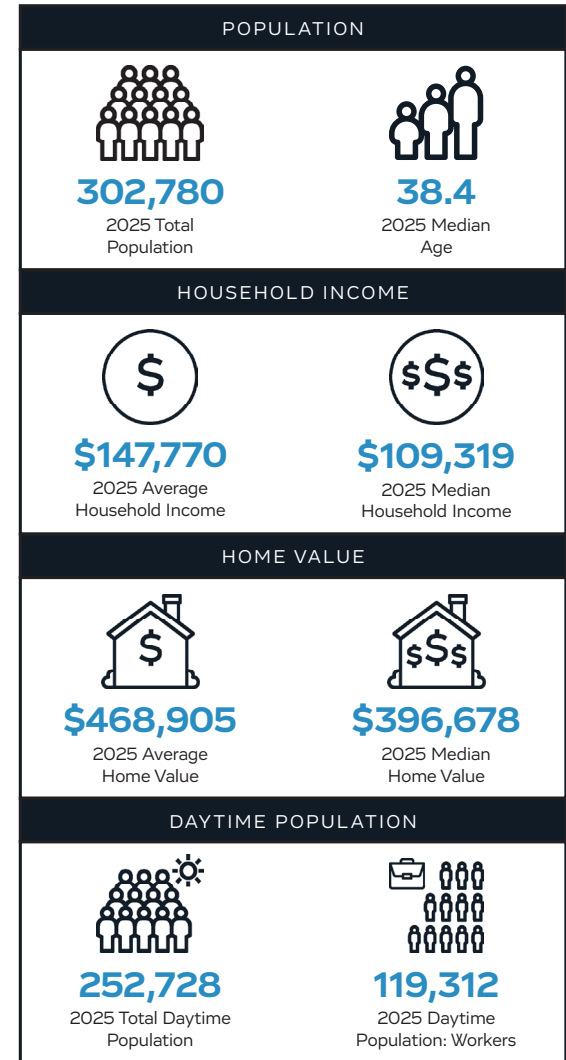 POPULATION
302,780
2025 Total
Population
38.4
2025 Median
Age
HOUSEHOLD INCOME
$
$147,770
2025 Average
Household Income
$$$
$109,319
2025 Median
Household Income
HOME VALUE
$
$468,905
2025 Average
Home Value
$$$
$396,678
2025 Median
Home Value
DAYTIME POPULATION
252,728
2025 Total Daytime
Population
119,312
2025 Daytime
Population: Workers